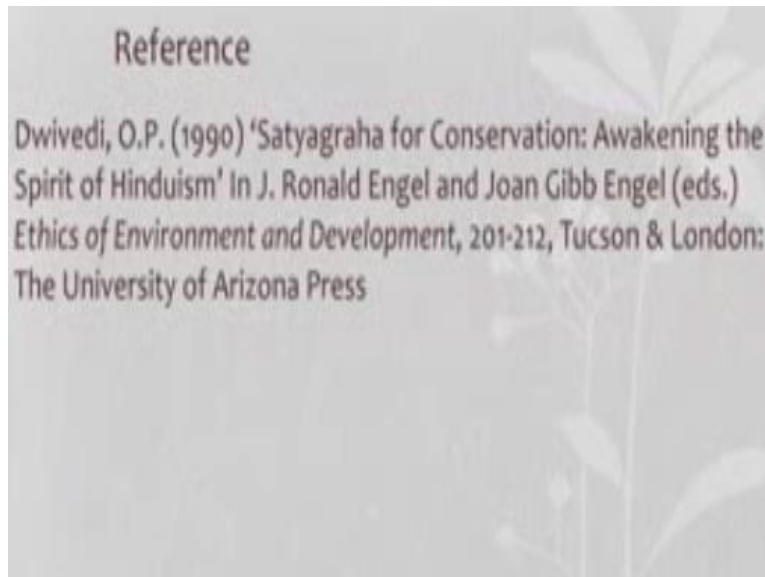 Reference
Dwivedi, O.P. (1990) 'Satyagraha for Conservation: Awakening the
Spirit of Hinduism' In J. Ronald Engel and Joan Gibb Engel (eds.)
Ethics of Environment and Development, 201-212, Tucson & London:
The University of Arizona Press